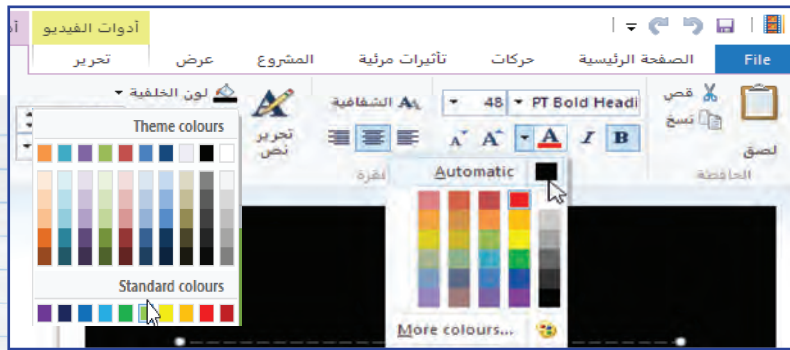 أدوات الفيديو
File الصفحة الرئيسية حركات تأثيرات مرئية المشروع عرض تحرير
قص
نسخ
لصق
الحافظة
PT Bold Headi 48
B I A A A
الشفافية
فقرة
تحرير نص
لون الخلفية
Theme colours
Standard colours
Automatic
More colours...